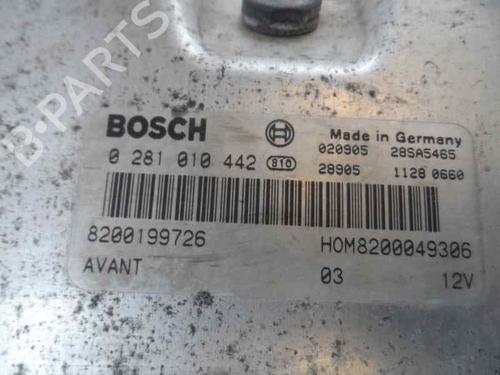 BOSCH Made in Germany
020905 28SA5465
0 281 010 442 810 28905 1128 0660
8200199726 HOM8200049306
AVANT 03 12V
B-PARTS